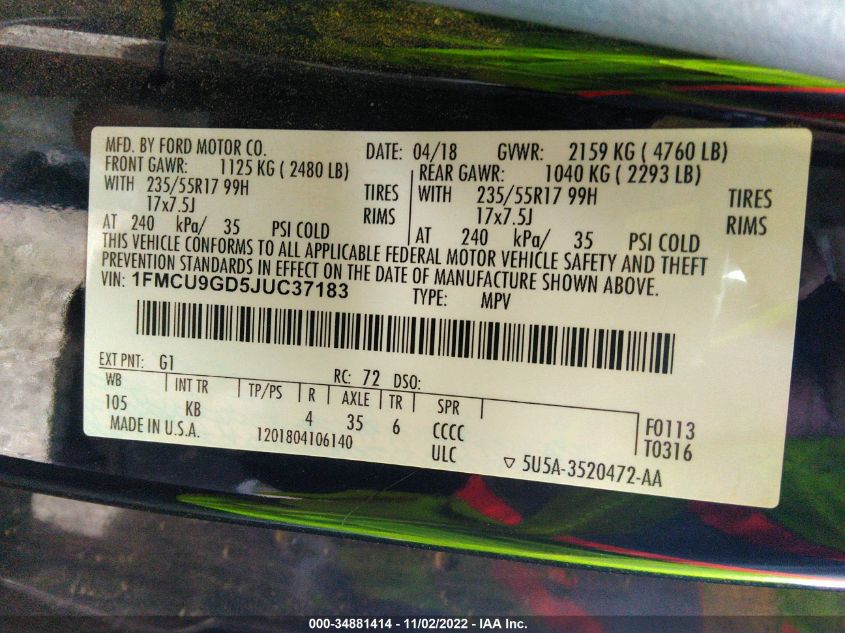 MFD. BY FORD MOTOR CO. DATE: 04/18 GVWR: 2159 KG ( 4760 LB)
FRONT GAWR: 1125 KG ( 2480 LB) REAR GAWR: 1040 KG ( 2293 LB)
WITH 235/55R17 99H TIRES WITH 235/55R17 99H TIRES
17x7.5J RIMS 17x7.5J RIMS
AT 240 kPa/ 35 PSI COLD AT 240 kPa/ 35 PSI COLD
THIS VEHICLE CONFORMS TO ALL APPLICABLE FEDERAL MOTOR VEHICLE SAFETY AND THEFT
PREVENTION STANDARDS IN EFFECT ON THE DATE OF MANUFACTURE SHOWN ABOVE.
VIN: 1FMCU9GD5JUC37183 TYPE: MPV
EXT PNT: G1 RC: 72 DSO:
WB INT TR TP/PS R AXLE TR SPR
105 KB 4 35 6 CCCC F0113
MADE IN U.S.A. 1201804106140 ULC T0316
▽ 5U5A-3520472-AA
000-34881414 - 11/02/2022 - IAA Inc.